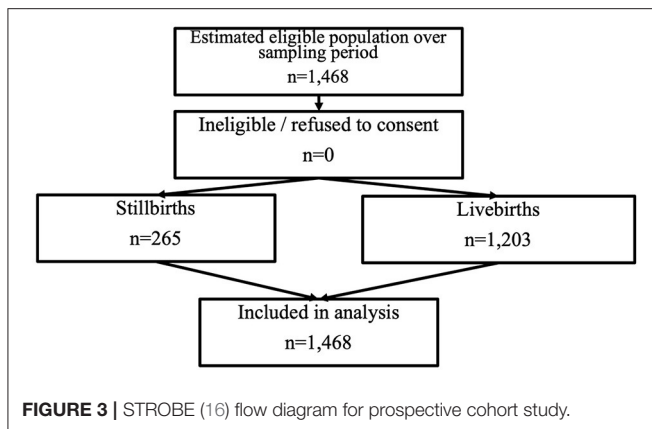 Estimated eligible population over
sampling period
n=1,468
Ineligible / refused to consent
n=0
Stillbirths
n=265
Livebirths
n=1,203
Included in analysis
n=1,468
FIGURE 3 | STROBE (16) flow diagram for prospective cohort study.